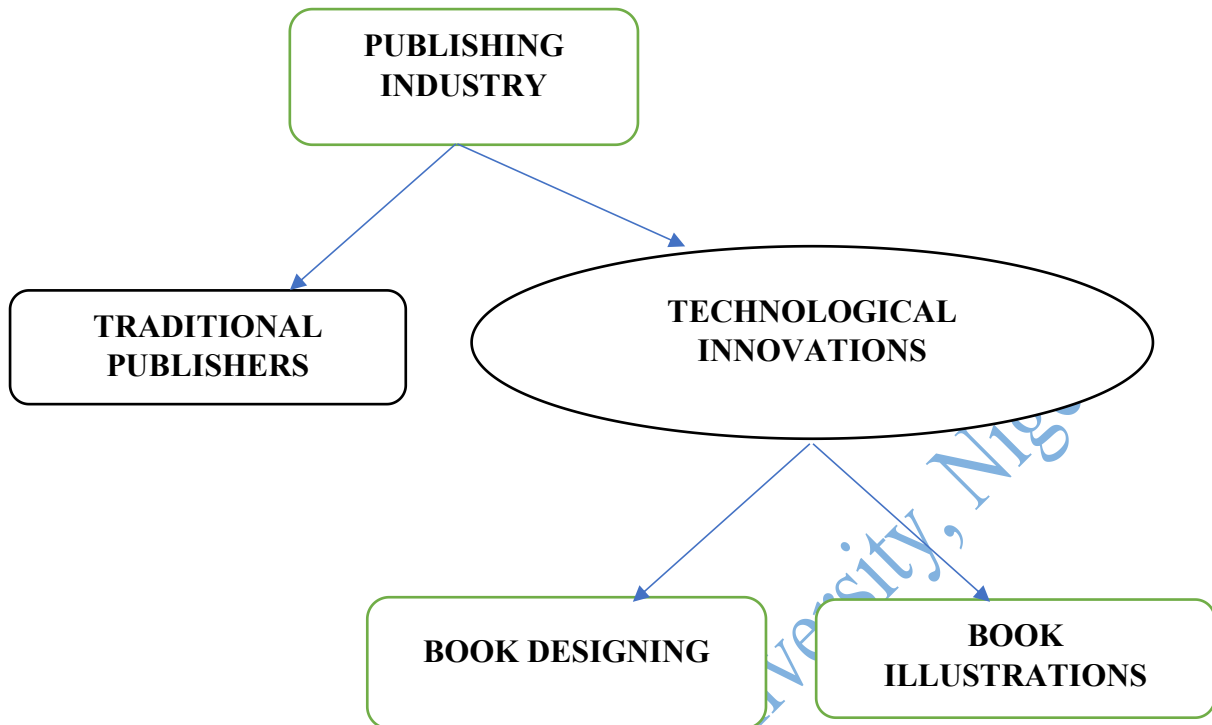 PUBLISHING
INDUSTRY
TRADITIONAL
PUBLISHERS
TECHNOLOGICAL
INNOVATIONS
BOOK DESIGNING
BOOK
ILLUSTRATIONS